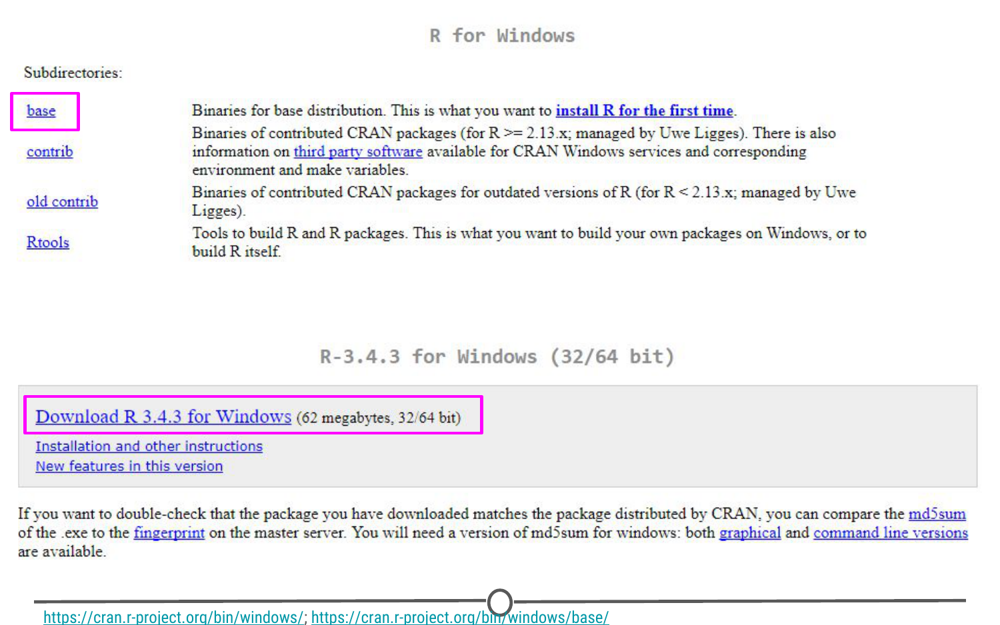 R for Windows
Subdirectories:
base
Binaries for base distribution. This is what you want to install R for the first time.
contrib
Binaries of contributed CRAN packages (for R >= 2.13.x; managed by Uwe Ligges). There is also
information on third party software available for CRAN Windows services and corresponding
environment and make variables.
old contrib
Binaries of contributed CRAN packages for outdated versions of R (for R < 2.13.x; managed by Uwe
Ligges).
Rtools
Tools to build R and R packages. This is what you want to build your own packages on Windows, or to
build R itself.
R-3.4.3 for Windows (32/64 bit)
Download R 3.4.3 for Windows (62 megabytes, 32/64 bit)
Installation and other instructions
New features in this version
If you want to double-check that the package you have downloaded matches the package distributed by CRAN, you can compare the md5sum
of the .exe to the fingerprint on the master server. You will need a version of md5sum for windows: both graphical and command line versions
are available.
https://cran.r-project.org/bin/windows/; https://cran.r-project.org/bin/windows/base/